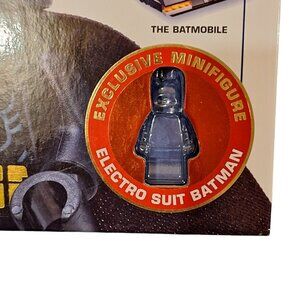 THE BATMOBILE
EXCLUSIVE MINIFIGURE
ELECTRO SUIT BATMAN